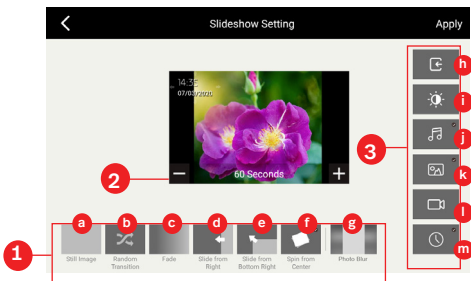 Slideshow Setting
Apply
14:35
07/03/2020
60 Seconds
1
2
3
a
b
c
d
e
f
g
h
i
j
k
l
m
Still Image
Random
Transition
Fade
Slide from
Right
Slide from
Bottom Right
Spin from
Center
Photo Blur